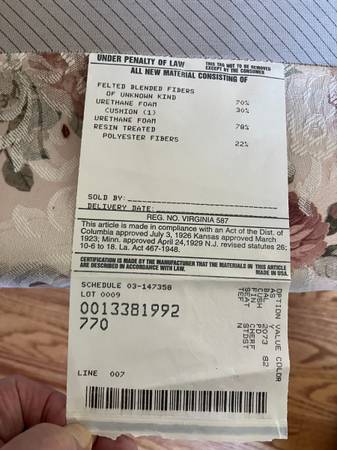 UNDER PENALTY OF LAW THIS TAG NOT TO BE REMOVED
EXCEPT BY THE CONSUMER
ALL NEW MATERIAL CONSISTING OF
FELTED BLENDED FIBERS
OF UNKNOWN KIND
URETHANE FOAM 70%
CUSHION (1) 30%
URETHANE FOAM
RESIN TREATED 78%
POLYESTER FIBERS
22%
SOLD BY:
DELIVERY DATE:
REG. NO. VIRGINIA 587
This article is made in compliance with an Act of the Dist. of
Columbia approved July 3, 1926 Kansas approved March
1923; Minn. approved April 24,1929 N.J. revised statutes 26;
10-6 to 18. La. Act 467-1948.
CERTIFICATION IS MADE BY THE MANUFACTURER THAT THE MATERIALS IN THIS ARTICLE
ARE DESCRIBED IN ACCORDANCE WITH LAW. MADE IN USA.
SCHEDULE 03-147358
LOT 0009
0013381992
770
LINE 007
OPTION VALUE COLOR